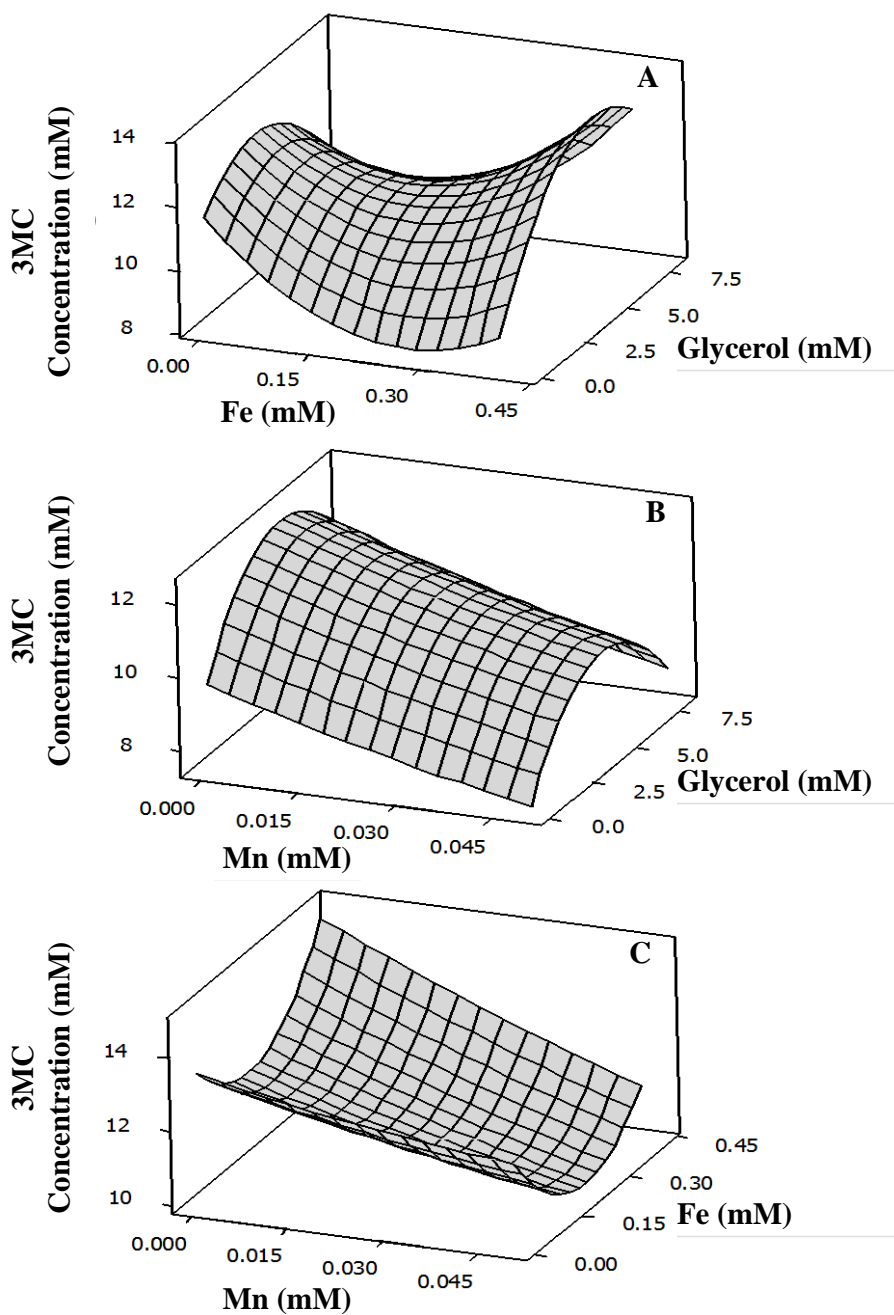 A
3MC
Concentration (mM)
14
12
10
8
0.00
0.15
0.30
0.45
Fe (mM)
0.0
2.5
5.0
7.5
Glycerol (mM)
B
3MC
Concentration (mM)
12
10
8
0.000
0.015
0.030
0.045
Mn (mM)
0.0
2.5
5.0
7.5
Glycerol (mM)
C
3MC
Concentration (mM)
14
12
10
0.000
0.015
0.030
0.045
Mn (mM)
0.00
0.15
0.30
0.45
Fe (mM)